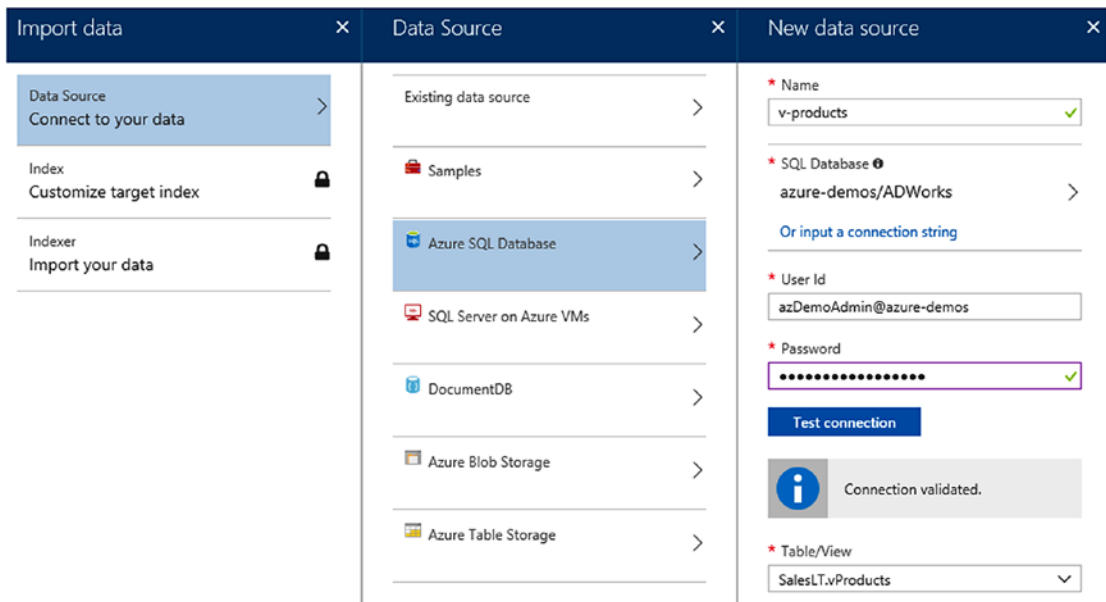 Import data
Data Source
Connect to your data
Index
Customize target index
Indexer
Import your data
Data Source
Existing data source
Samples
Azure SQL Database
SQL Server on Azure VMs
DocumentDB
Azure Blob Storage
Azure Table Storage
New data source
* Name
v-products
* SQL Database
azure-demos/ADWorks
Or input a connection string
* User Id
azDemoAdmin@azure-demos
* Password
•••••••••••••••••
Test connection
Connection validated.
* Table/View
SalesLT.vProducts